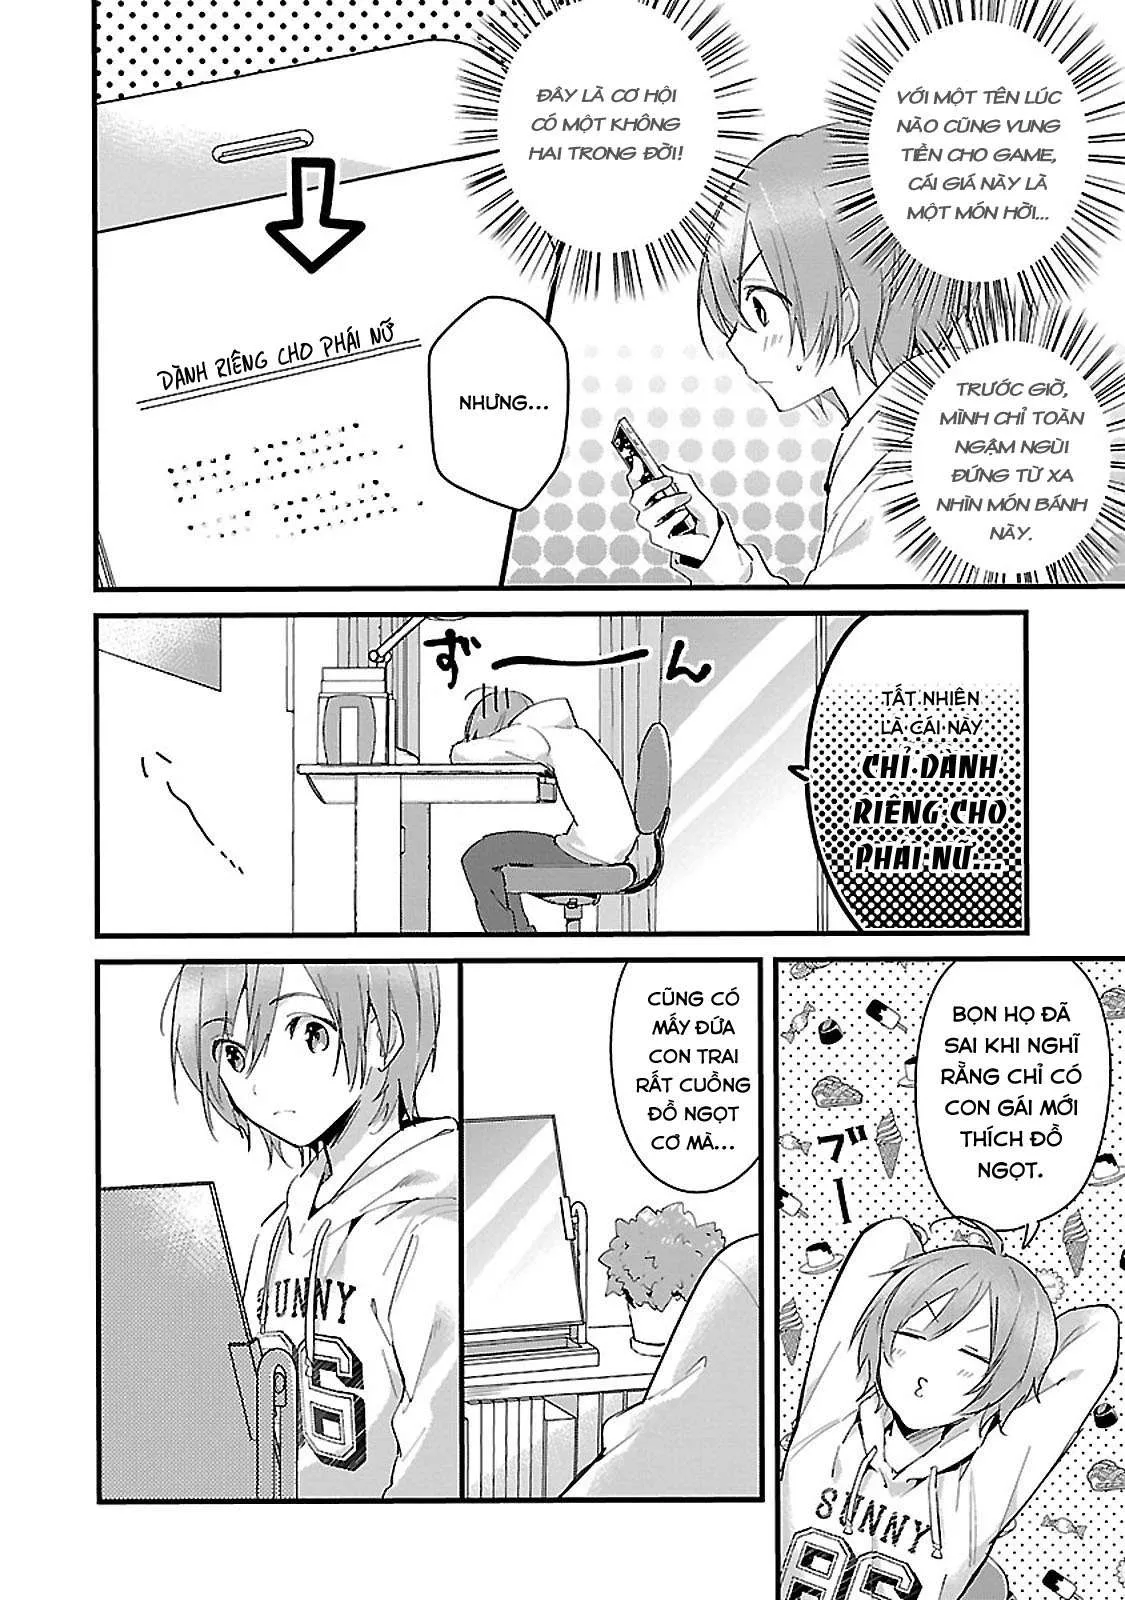 VỚI MỘT TÊN LÚC
NÀO CŨNG VUNG
TIỀN CHO GAME,
CÁI GIÁ NÀY LÀ
MỘT MÓN HỜI...
ĐÂY LÀ CƠ HỘI
CÓ MỘT KHÔNG
HAI TRONG ĐỜI!
TRƯỚC GIỜ,
MÌNH CHỈ TOÀN
NGẬM NGÙI
ĐỨNG TỪ XA
NHÌN MÓN BÁNH
NÀY.
NHƯNG...
DÀNH RIÊNG CHO PHÁI NỮ
TẤT NHIÊN
LÀ CÁI NÀY
CHỈ DÀNH
RIÊNG CHO
PHÁI NỮ...
ず——ん
BỌN HỌ ĐÃ
SAI KHI NGHĨ
RẰNG CHỈ CÓ
CON GÁI MỚI
THÍCH ĐỒ
NGỌT.
ブー
SUNNY
86
CŨNG CÓ
MẤY ĐỨA
CON TRAI
RẤT CUỒNG
ĐỒ NGỌT
CƠ MÀ...
SUNNY
86